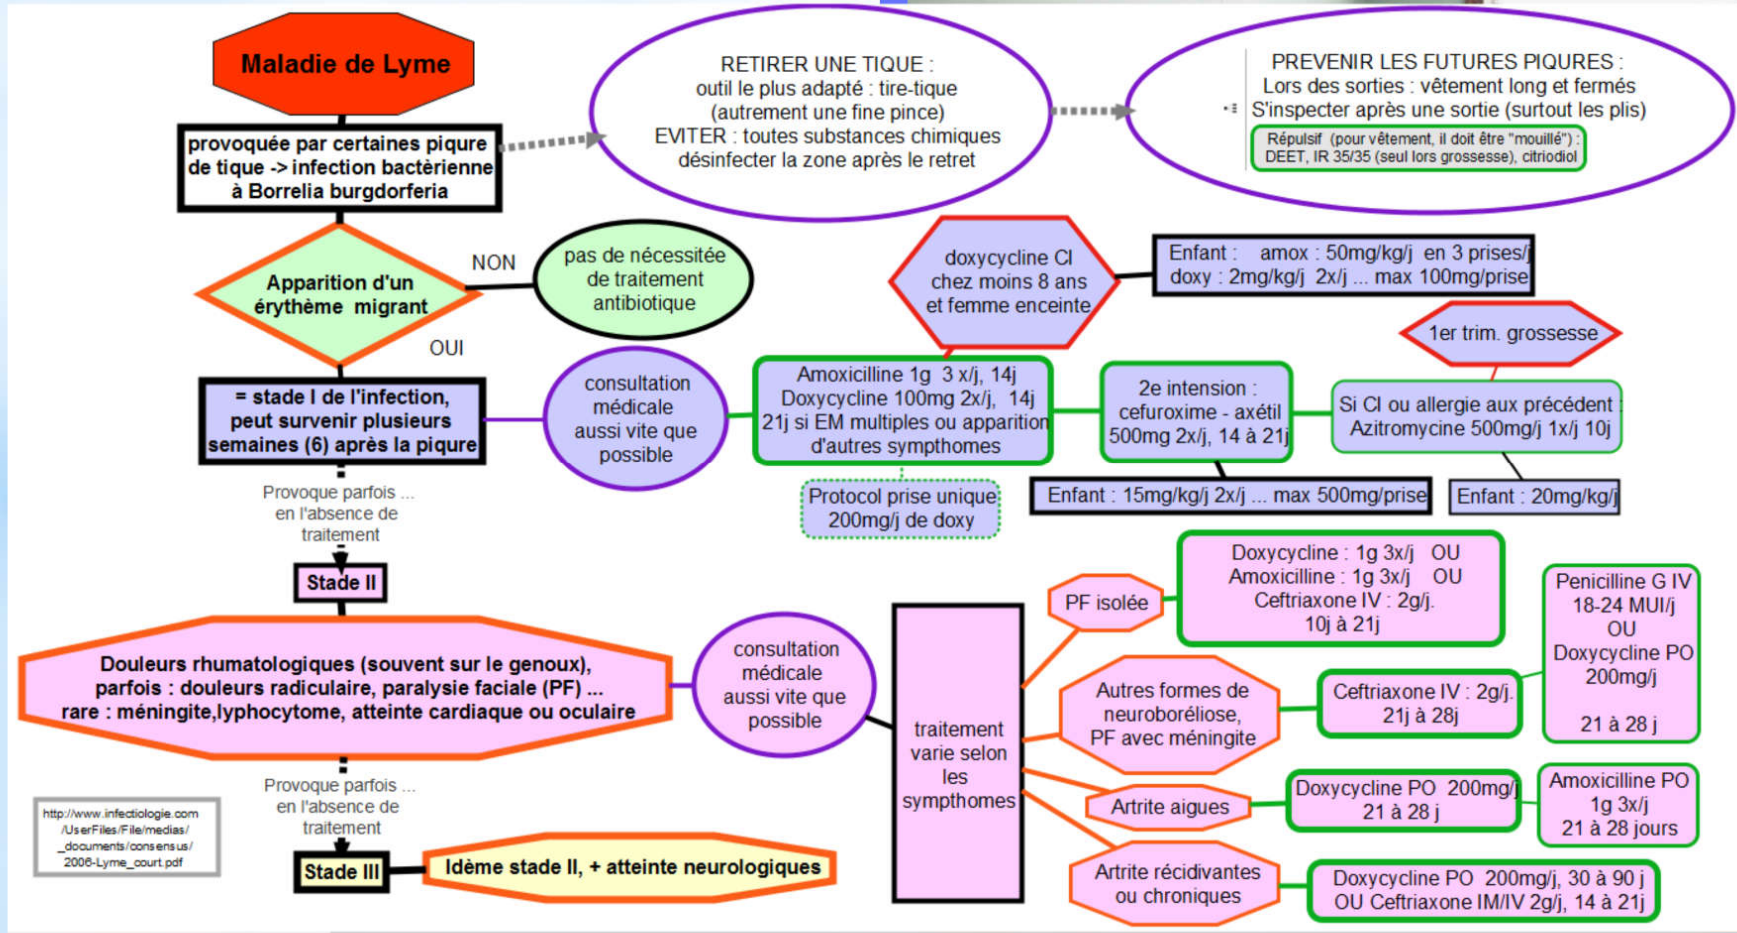 Maladie de Lyme
provoquée par certaines piqure
de tique -> infection bactèrienne
à Borrelia burgdorferia
RETIRER UNE TIQUE :
outil le plus adapté : tire-tique
(autrement une fine pince)
EVITER : toutes substances chimiques
désinfecter la zone après le retret
PREVENIR LES FUTURES PIQURES :
Lors des sorties : vêtement long et fermés
S'inspecter après une sortie (surtout les plis)
Répulsif (pour vêtement, il doit être "mouillé") :
DEET, IR 35/35 (seul lors grossesse), citriodiol
Apparition d'un
érythème migrant
NON
pas de nécessitée
de traitement
antibiotique
OUI
= stade I de l'infection,
peut survenir plusieurs
semaines (6) après la piqure
consultation
médicale
aussi vite que
possible
doxycycline CI
chez moins 8 ans
et femme enceinte
Enfant : amox : 50mg/kg/j en 3 prises/j
doxy : 2mg/kg/j 2x/j ... max 100mg/prise
Amoxicilline 1g 3 x/j, 14j
Doxycycline 100mg 2x/j, 14j
21j si EM multiples ou apparition
d'autres sympthomes
Protocol prise unique
200mg/j de doxy
2e intension :
cefuroxime - axétil
500mg 2x/j, 14 à 21j
Enfant : 15mg/kg/j 2x/j ... max 500mg/prise
1er trim. grossesse
Si CI ou allergie aux précédent :
Azitromycine 500mg/j 1x/j 10j
Enfant : 20mg/kg/j
Provoque parfois ...
en l'absence de
traitement
Stade II
Douleurs rhumatologiques (souvent sur le genoux),
parfois : douleurs radiculaire, paralysie faciale (PF) ...
rare : méningite,lyphocytome, atteinte cardiaque ou oculaire
consultation
médicale
aussi vite que
possible
traitement
varie selon
les
sympthomes
PF isolée
Doxycycline : 1g 3x/j OU
Amoxicilline : 1g 3x/j OU
Ceftriaxone IV : 2g/j.
10j à 21j
Autres formes de
neuroboréliose,
PF avec méningite
Ceftriaxone IV : 2g/j.
21j à 28j
Penicilline G IV
18-24 MUI/j
OU
Doxycycline PO
200mg/j
21 à 28 j
Artrite aigues
Doxycycline PO 200mg/j
21 à 28 j
Amoxicilline PO
1g 3x/j
21 à 28 jours
Artrite récidivantes
ou chroniques
Doxycycline PO 200mg/j, 30 à 90 j
OU Ceftriaxone IM/IV 2g/j, 14 à 21j
Provoque parfois ...
en l'absence de
traitement
Stade III
Idème stade II, + atteinte neurologiques
http://www.infectiologie.com
/UserFiles/File/medias/
_documents/consensus/
2006-Lyme_court.pdf